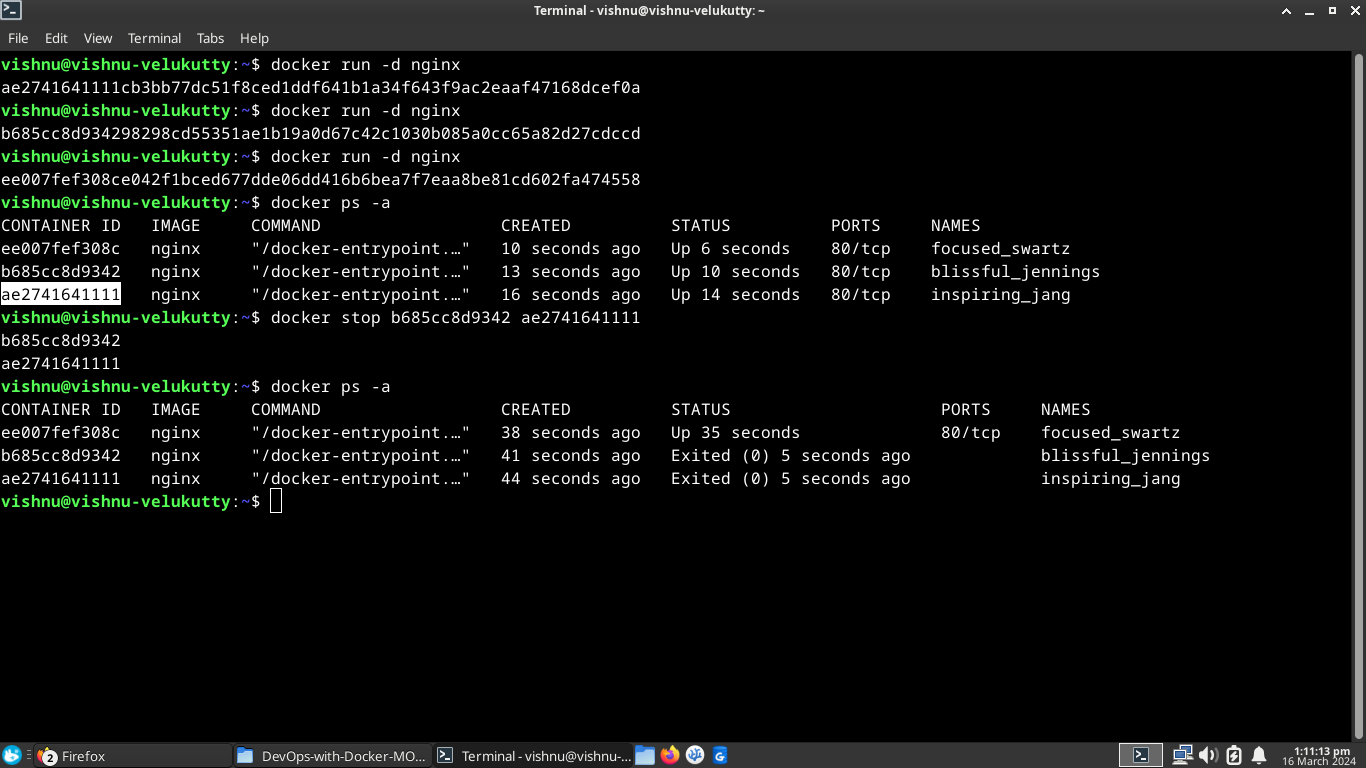 Terminal - vishnu@vishnu-velukutty: ~
File Edit View Terminal Tabs Help
vishnu@vishnu-velukutty:~$ docker run -d nginx
ae2741641111cb3bb77dc51f8ced1ddf641b1a34f643f9ac2eaaf47168dcef0a
vishnu@vishnu-velukutty:~$ docker run -d nginx
b685cc8d934298298cd55351ae1b19a0d67c42c1030b085a0cc65a82d27cdccd
vishnu@vishnu-velukutty:~$ docker run -d nginx
ee007fef308ce042f1bced677dde06dd416b6bea7f7eaa8be81cd602fa474558
vishnu@vishnu-velukutty:~$ docker ps -a
CONTAINER ID   IMAGE     COMMAND                  CREATED          STATUS          PORTS     NAMES
ee007fef308c   nginx     "/docker-entrypoint.…"   10 seconds ago   Up 6 seconds    80/tcp    focused_swartz
b685cc8d9342   nginx     "/docker-entrypoint.…"   13 seconds ago   Up 10 seconds   80/tcp    blissful_jennings
ae2741641111   nginx     "/docker-entrypoint.…"   16 seconds ago   Up 14 seconds   80/tcp    inspiring_jang
vishnu@vishnu-velukutty:~$ docker stop b685cc8d9342 ae2741641111
b685cc8d9342
ae2741641111
vishnu@vishnu-velukutty:~$ docker ps -a
CONTAINER ID   IMAGE     COMMAND                  CREATED          STATUS                     PORTS     NAMES
ee007fef308c   nginx     "/docker-entrypoint.…"   38 seconds ago   Up 35 seconds              80/tcp    focused_swartz
b685cc8d9342   nginx     "/docker-entrypoint.…"   41 seconds ago   Exited (0) 5 seconds ago             blissful_jennings
ae2741641111   nginx     "/docker-entrypoint.…"   44 seconds ago   Exited (0) 5 seconds ago             inspiring_jang
vishnu@vishnu-velukutty:~$
2 Firefox DevOps-with-Docker-MO... Terminal - vishnu@vishnu-... 1:11:13 pm
16 March 2024